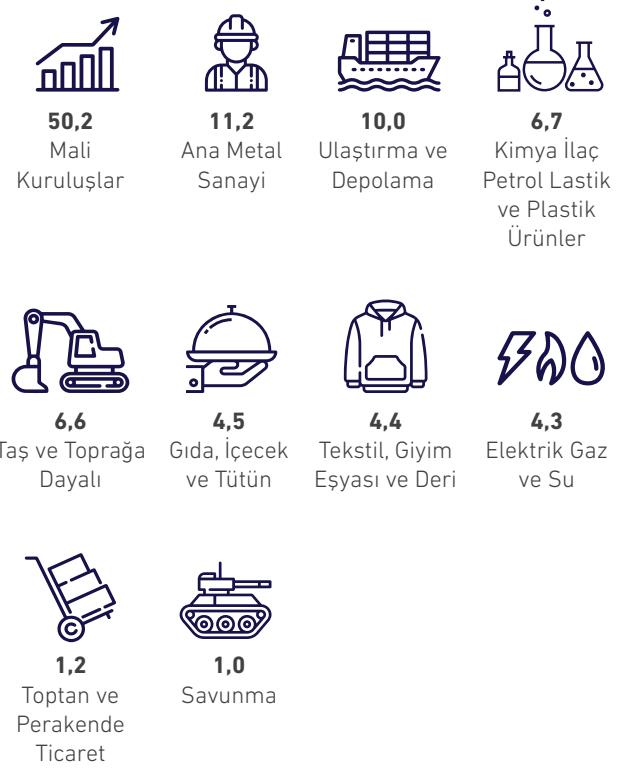 50,2
Mali
Kuruluşlar
11,2
Ana Metal
Sanayi
10,0
Ulaştırma ve
Depolama
6,7
Kimya İlaç
Petrol Lastik
ve Plastik
Ürünler
6,6
Taş ve Toprağa
Dayalı
4,5
Gıda, İçecek
ve Tütün
4,4
Tekstil, Giyim
Eşyası ve Deri
4,3
Elektrik Gaz
ve Su
1,2
Toptan ve
Perakende
Ticaret
1,0
Savunma